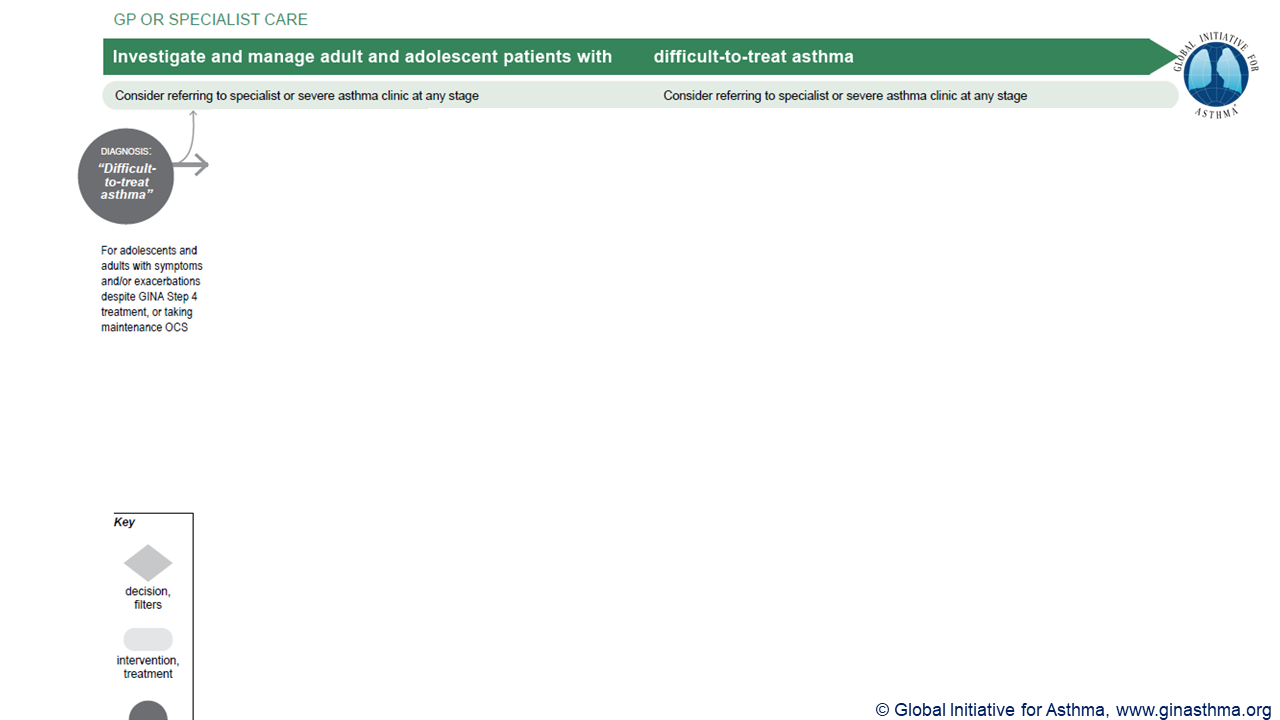 GP OR SPECIALIST CARE
Investigate and manage adult and adolescent patients with difficult-to-treat asthma
Consider referring to specialist or severe asthma clinic at any stage
Consider referring to specialist or severe asthma clinic at any stage
GLOBAL INITIATIVE FOR
ASTHMA
DIAGNOSIS:
“Difficult-
to-treat
asthma”
For adolescents and
adults with symptoms
and/or exacerbations
despite GINA Step 4
treatment, or taking
maintenance OCS
Key
decision,
filters
intervention,
treatment
© Global Initiative for Asthma, www.ginasthma.org